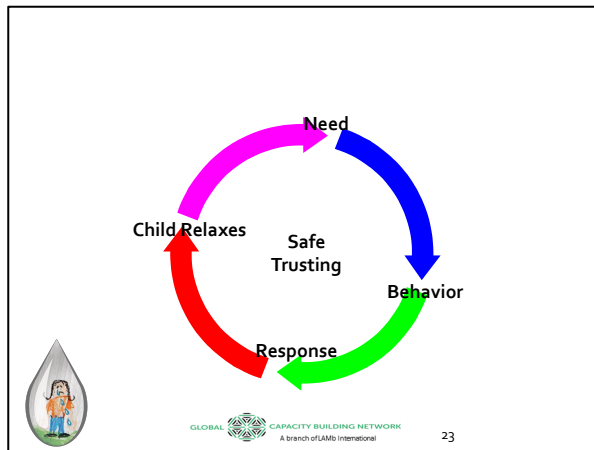 Need
Child Relaxes
Safe
Trusting
Behavior
Response
GLOBAL CAPACITY BUILDING NETWORK
A branch of LAMb International
23